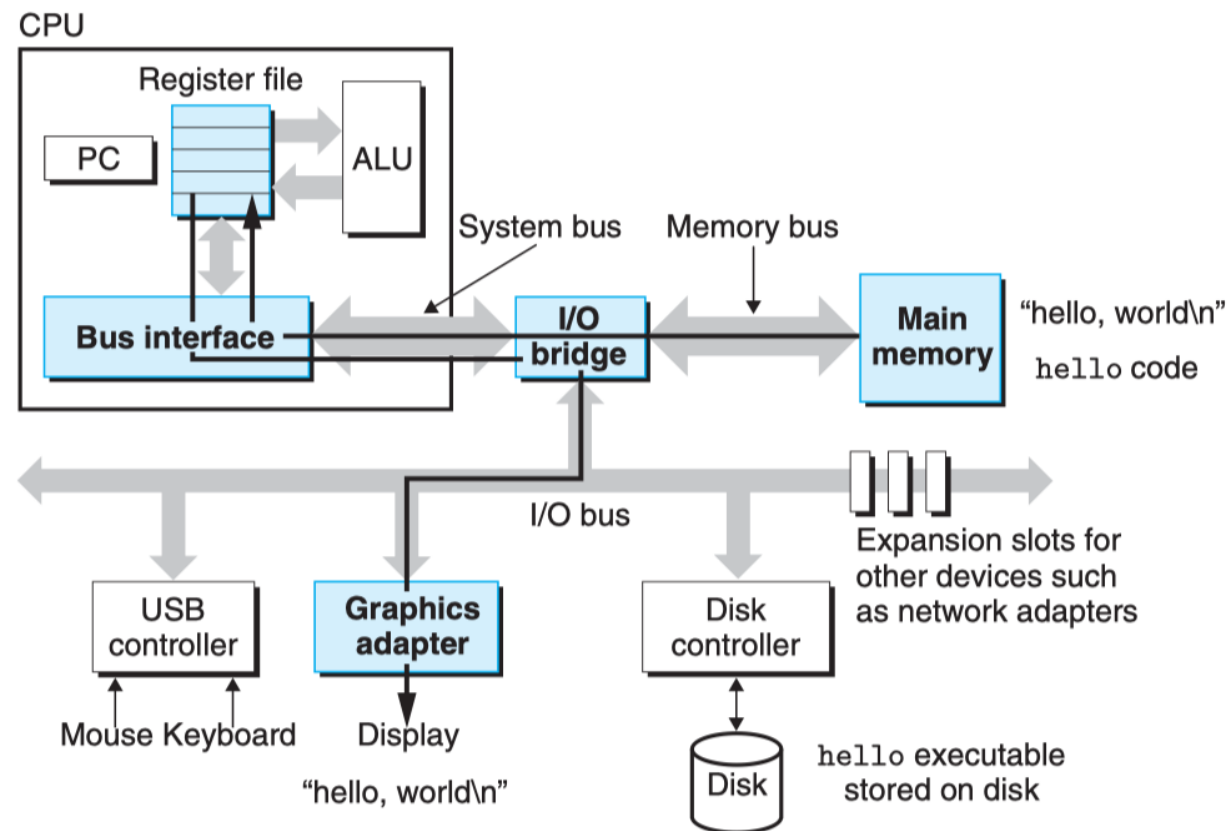 CPU
Register file
PC
ALU
System bus
Memory bus
Bus interface
I/O
bridge
Main
memory
“hello, world\n”
hello code
I/O bus
Expansion slots for
other devices such
as network adapters
USB
controller
Graphics
adapter
Disk
controller
Mouse Keyboard
Display
“hello, world\n”
Disk
hello executable
stored on disk